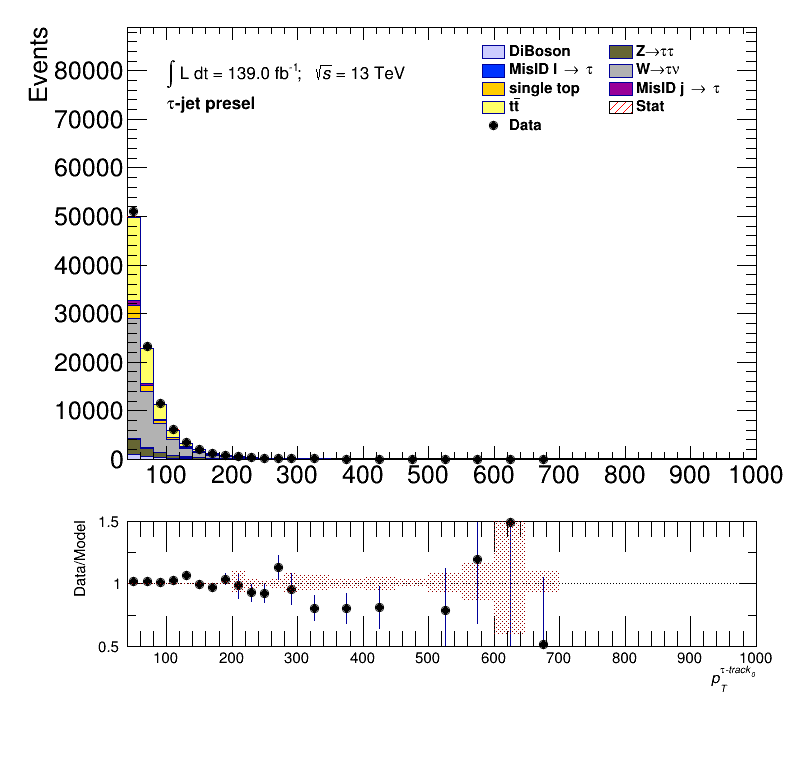 Events
80000
70000
60000
50000
40000
30000
20000
10000
0
∫ L dt = 139.0 fb⁻¹; √s = 13 TeV
τ-jet presel
DiBoson
Z→ττ
MisID l → τ
W→τν
single top
MisID j → τ
tt̄
Stat
Data
100 200 300 400 500 600 700 800 900 1000
Data/Model
1.5
1
0.5
100 200 300 400 500 600 700 800 900 1000
p_T^{τ-track_0}